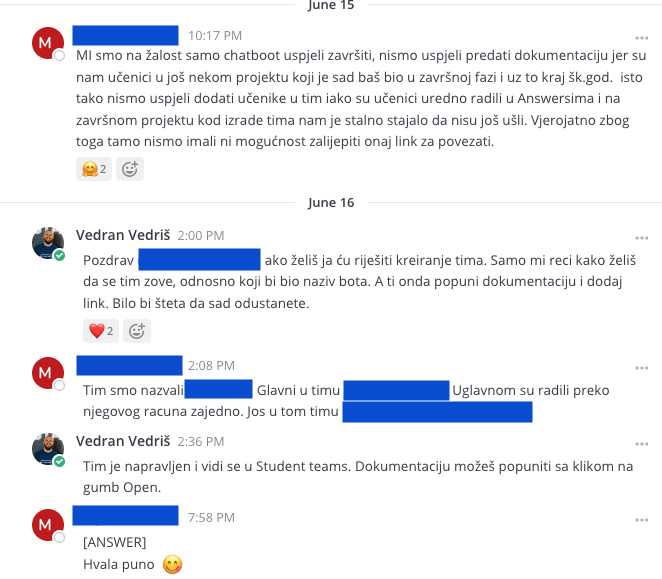 June 15
M
10:17 PM
MI smo na žalost samo chatboot uspjeli završiti, nismo uspjeli predati dokumentaciju jer su
nam učenici u još nekom projektu koji je sad baš bio u završnoj fazi i uz to kraj šk.god. isto
tako nismo uspjeli dodati učenike u tim iako su učenici uredno radili u Answersima i na
završnom projektu kod izrade tima nam je stalno stajalo da nisu još ušli. Vjerojatno zbog
toga tamo nismo imali ni mogućnost zalijepiti onaj link za povezati.
2
June 16
Vedran Vedriš 2:00 PM
Pozdrav ako želiš ja ću riješiti kreiranje tima. Samo mi reci kako želiš
da se tim zove, odnosno koji bi bio naziv bota. A ti onda popuni dokumentaciju i dodaj
link. Bilo bi šteta da sad odustanete.
2
M
2:08 PM
Tim smo nazvali Glavni u timu Uglavnom su radili preko
njegovog racuna zajedno. Jos u tom timu
Vedran Vedriš 2:36 PM
Tim je napravljen i vidi se u Student teams. Dokumentaciju možeš popuniti sa klikom na
gumb Open.
M
7:58 PM
[ANSWER]
Hvala puno